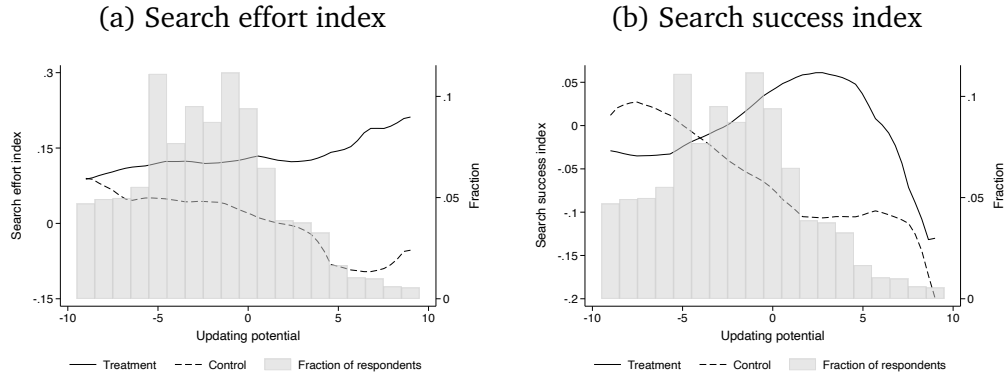 (a) Search effort index
.3
.15
0
-.15
Search effort index
.1
.05
0
Fraction
-10 -5 0 5 10
Updating potential
Treatment Control Fraction of respondents
(b) Search success index
.05
0
-.05
-.1
-.15
-.2
Search success index
.1
.05
0
Fraction
-10 -5 0 5 10
Updating potential
Treatment Control Fraction of respondents